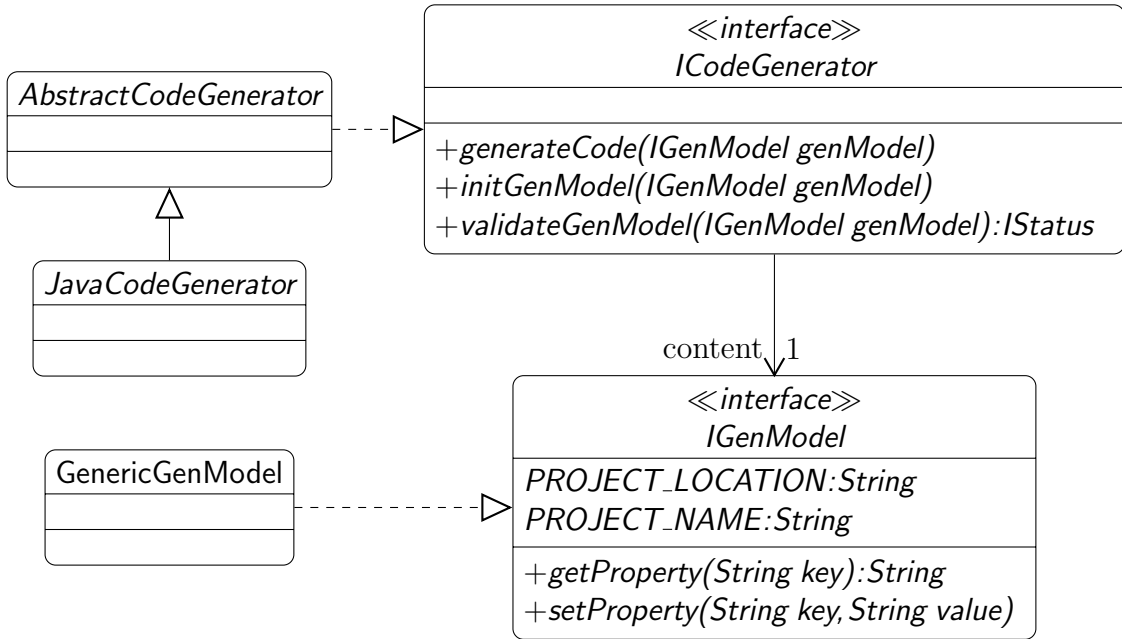 ≪interface≫
ICodeGenerator
AbstractCodeGenerator
+generateCode(IGenModel genModel)
+initGenModel(IGenModel genModel)
+validateGenModel(IGenModel genModel):IStatus
JavaCodeGenerator
content 1
≪interface≫
IGenModel
GenericGenModel
PROJECT_LOCATION:String
PROJECT_NAME:String
+getProperty(String key):String
+setProperty(String key, String value)